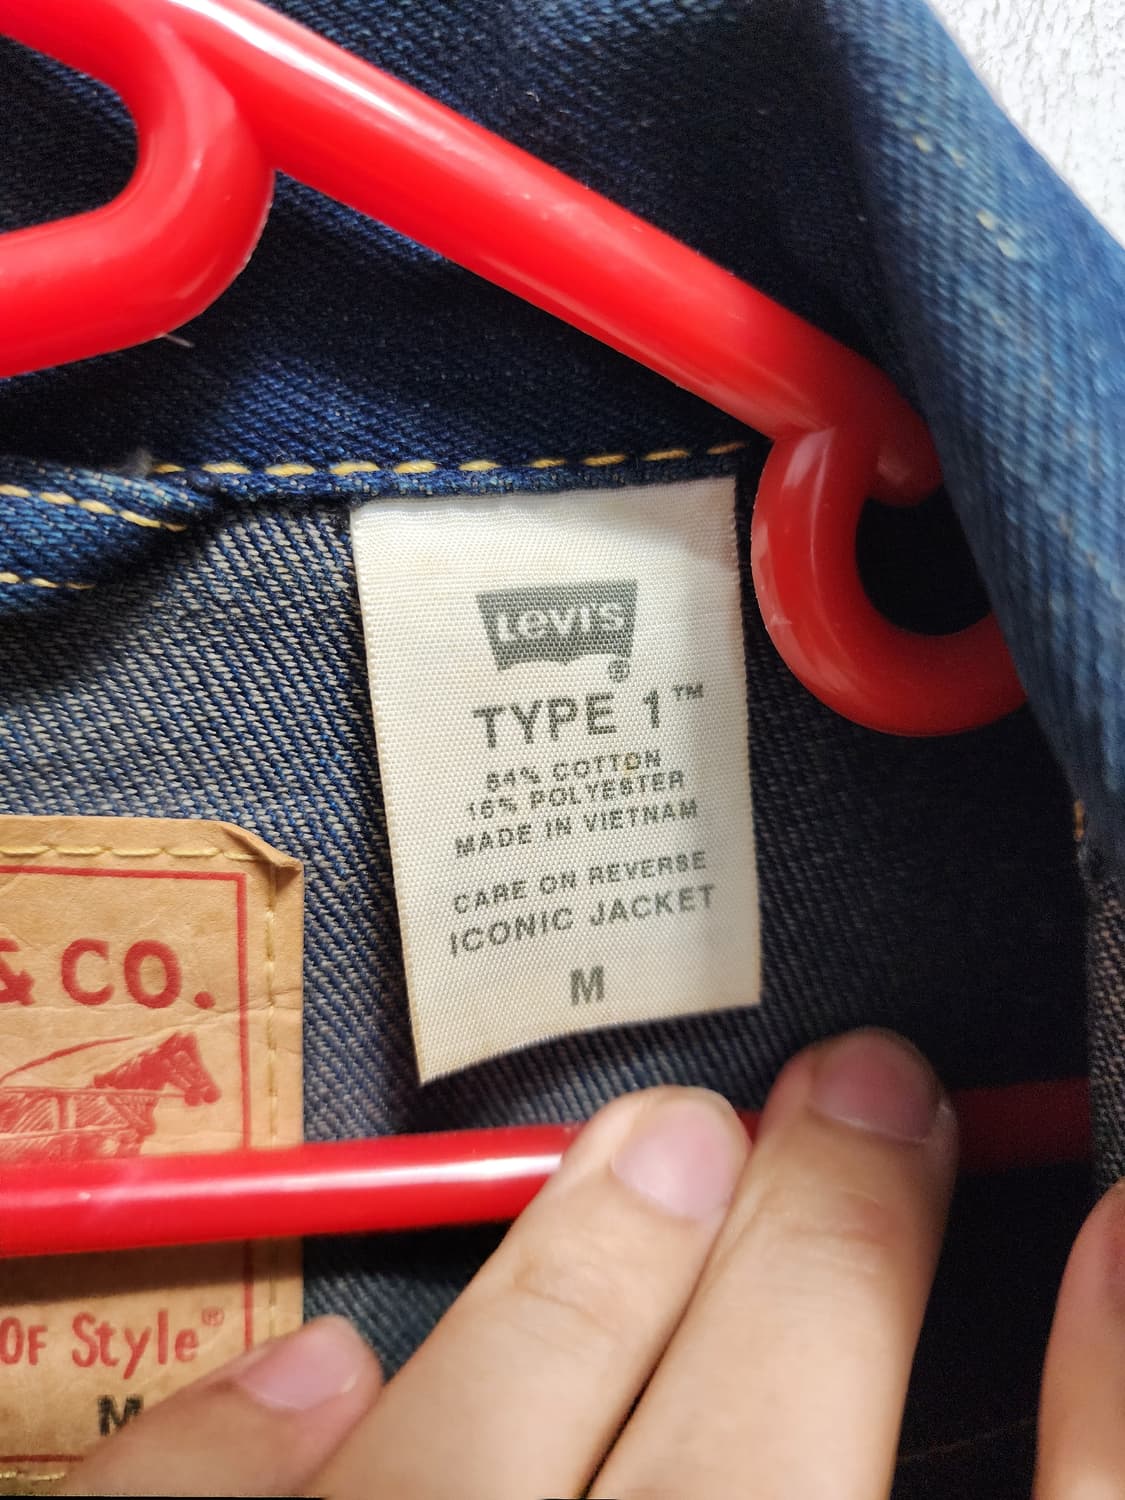 Levi's®
TYPE 1™
84% COTTON
16% POLYESTER
MADE IN VIETNAM
CARE ON REVERSE
ICONIC JACKET
M
& CO.
OF Style®
M